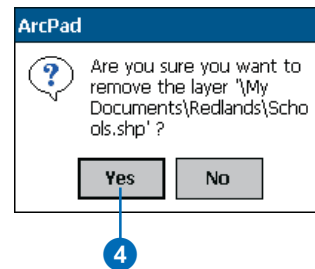 ArcPad
Are you sure you want to
remove the layer '\My
Documents\Redlands\Scho
ols.shp' ?
Yes No
4